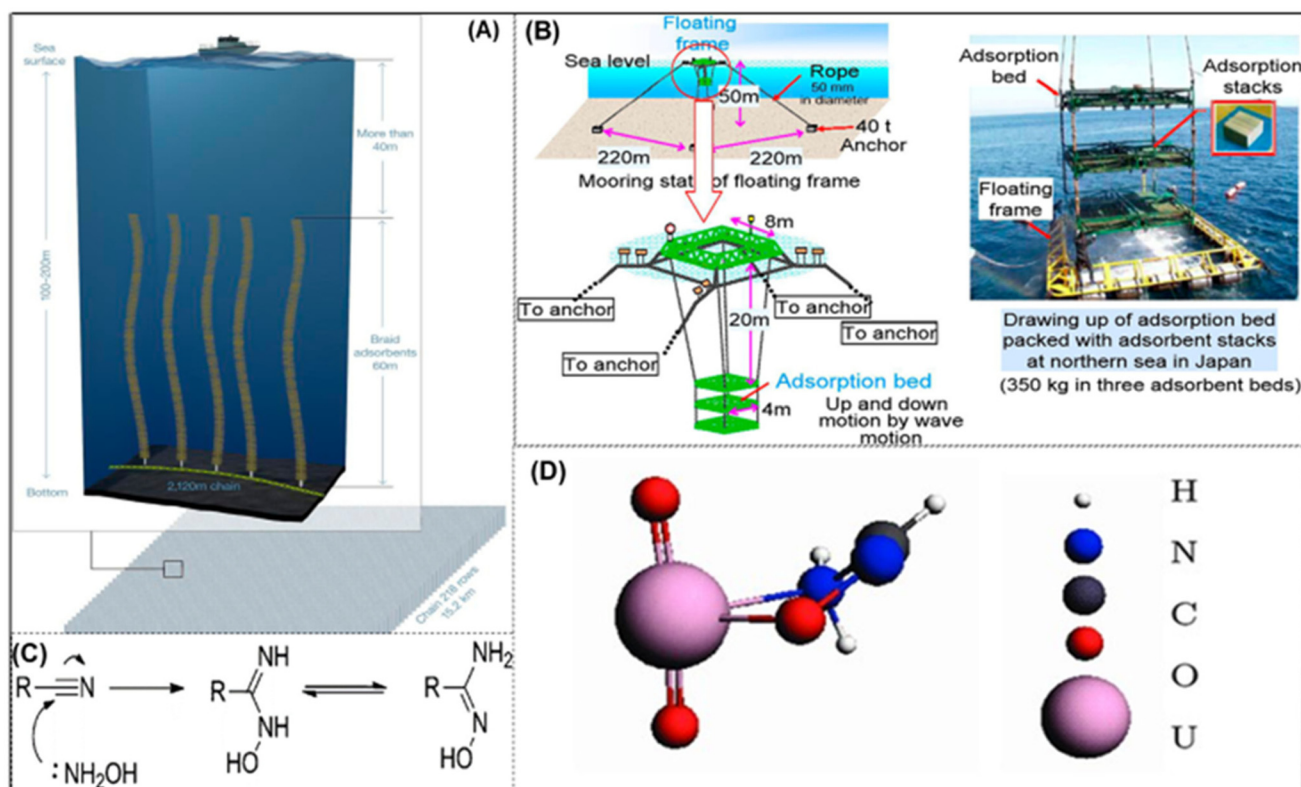 (A)
Sea
surface
More than
40m
100-200m
Braid
adsorbents
60m
Bottom
2,120m chain
Chain 218 rows
15.2 km
(B)
Floating
frame
Sea level
Rope
50 mm
in diameter
50m
40 t
Anchor
220m
220m
Mooring state of floating frame
8m
To anchor
To anchor
To anchor
To anchor
20m
Adsorption bed
4m
Up and down
motion by wave
motion
Adsorption
bed
Adsorption
stacks
Floating
frame
Drawing up of adsorption bed
packed with adsorbent stacks
at northern sea in Japan
(350 kg in three adsorbent beds)
(C)
R
N
:NH2OH
NH
R
NH
HO
NH2
R
N
HO
(D)
H
N
C
O
U